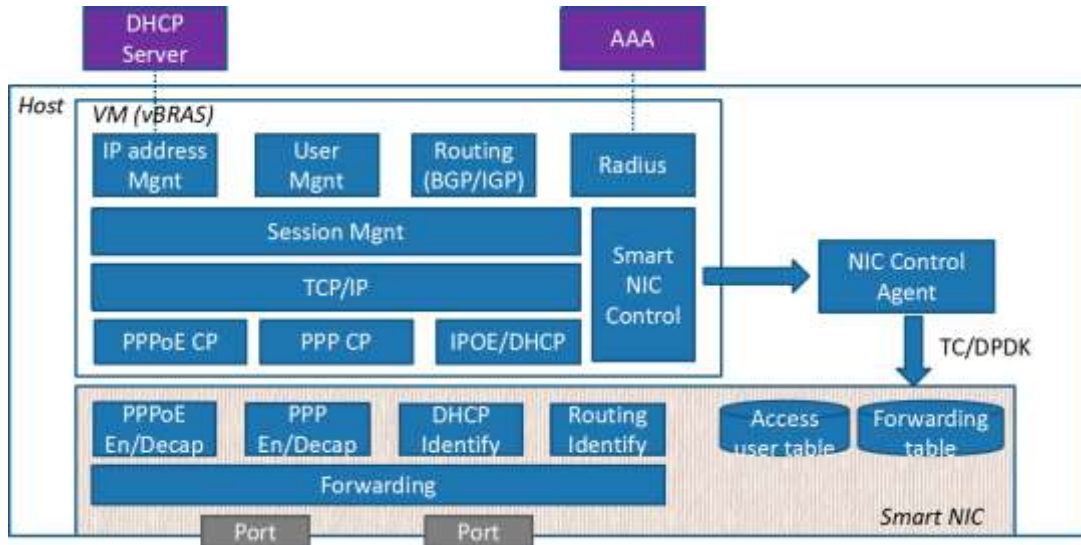 DHCP
Server
AAA
Host
VM (vBRAS)
IP address
Mgnt
User
Mgnt
Routing
(BGP/IGP)
Radius
Session Mgnt
Smart
NIC
Control
TCP/IP
NIC Control
Agent
PPPoE CP
PPP CP
IPOE/DHCP
TC/DPDK
PPPoE
En/Decap
PPP
En/Decap
DHCP
Identify
Routing
Identify
Access
user table
Forwarding
table
Forwarding
Smart NIC
Port
Port